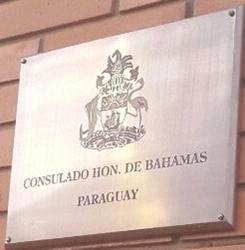 CONSULADO HON. DE BAHAMAS
PARAGUAY